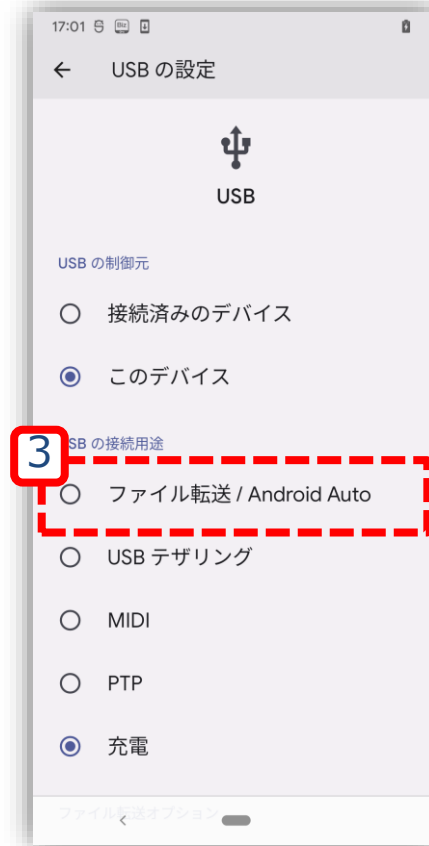 17:01
USB の設定
USB
USB の制御元
接続済みのデバイス
このデバイス
3
SB の接続用途
ファイル転送 / Android Auto
USB テザリング
MIDI
PTP
充電
ファイル転送オプション